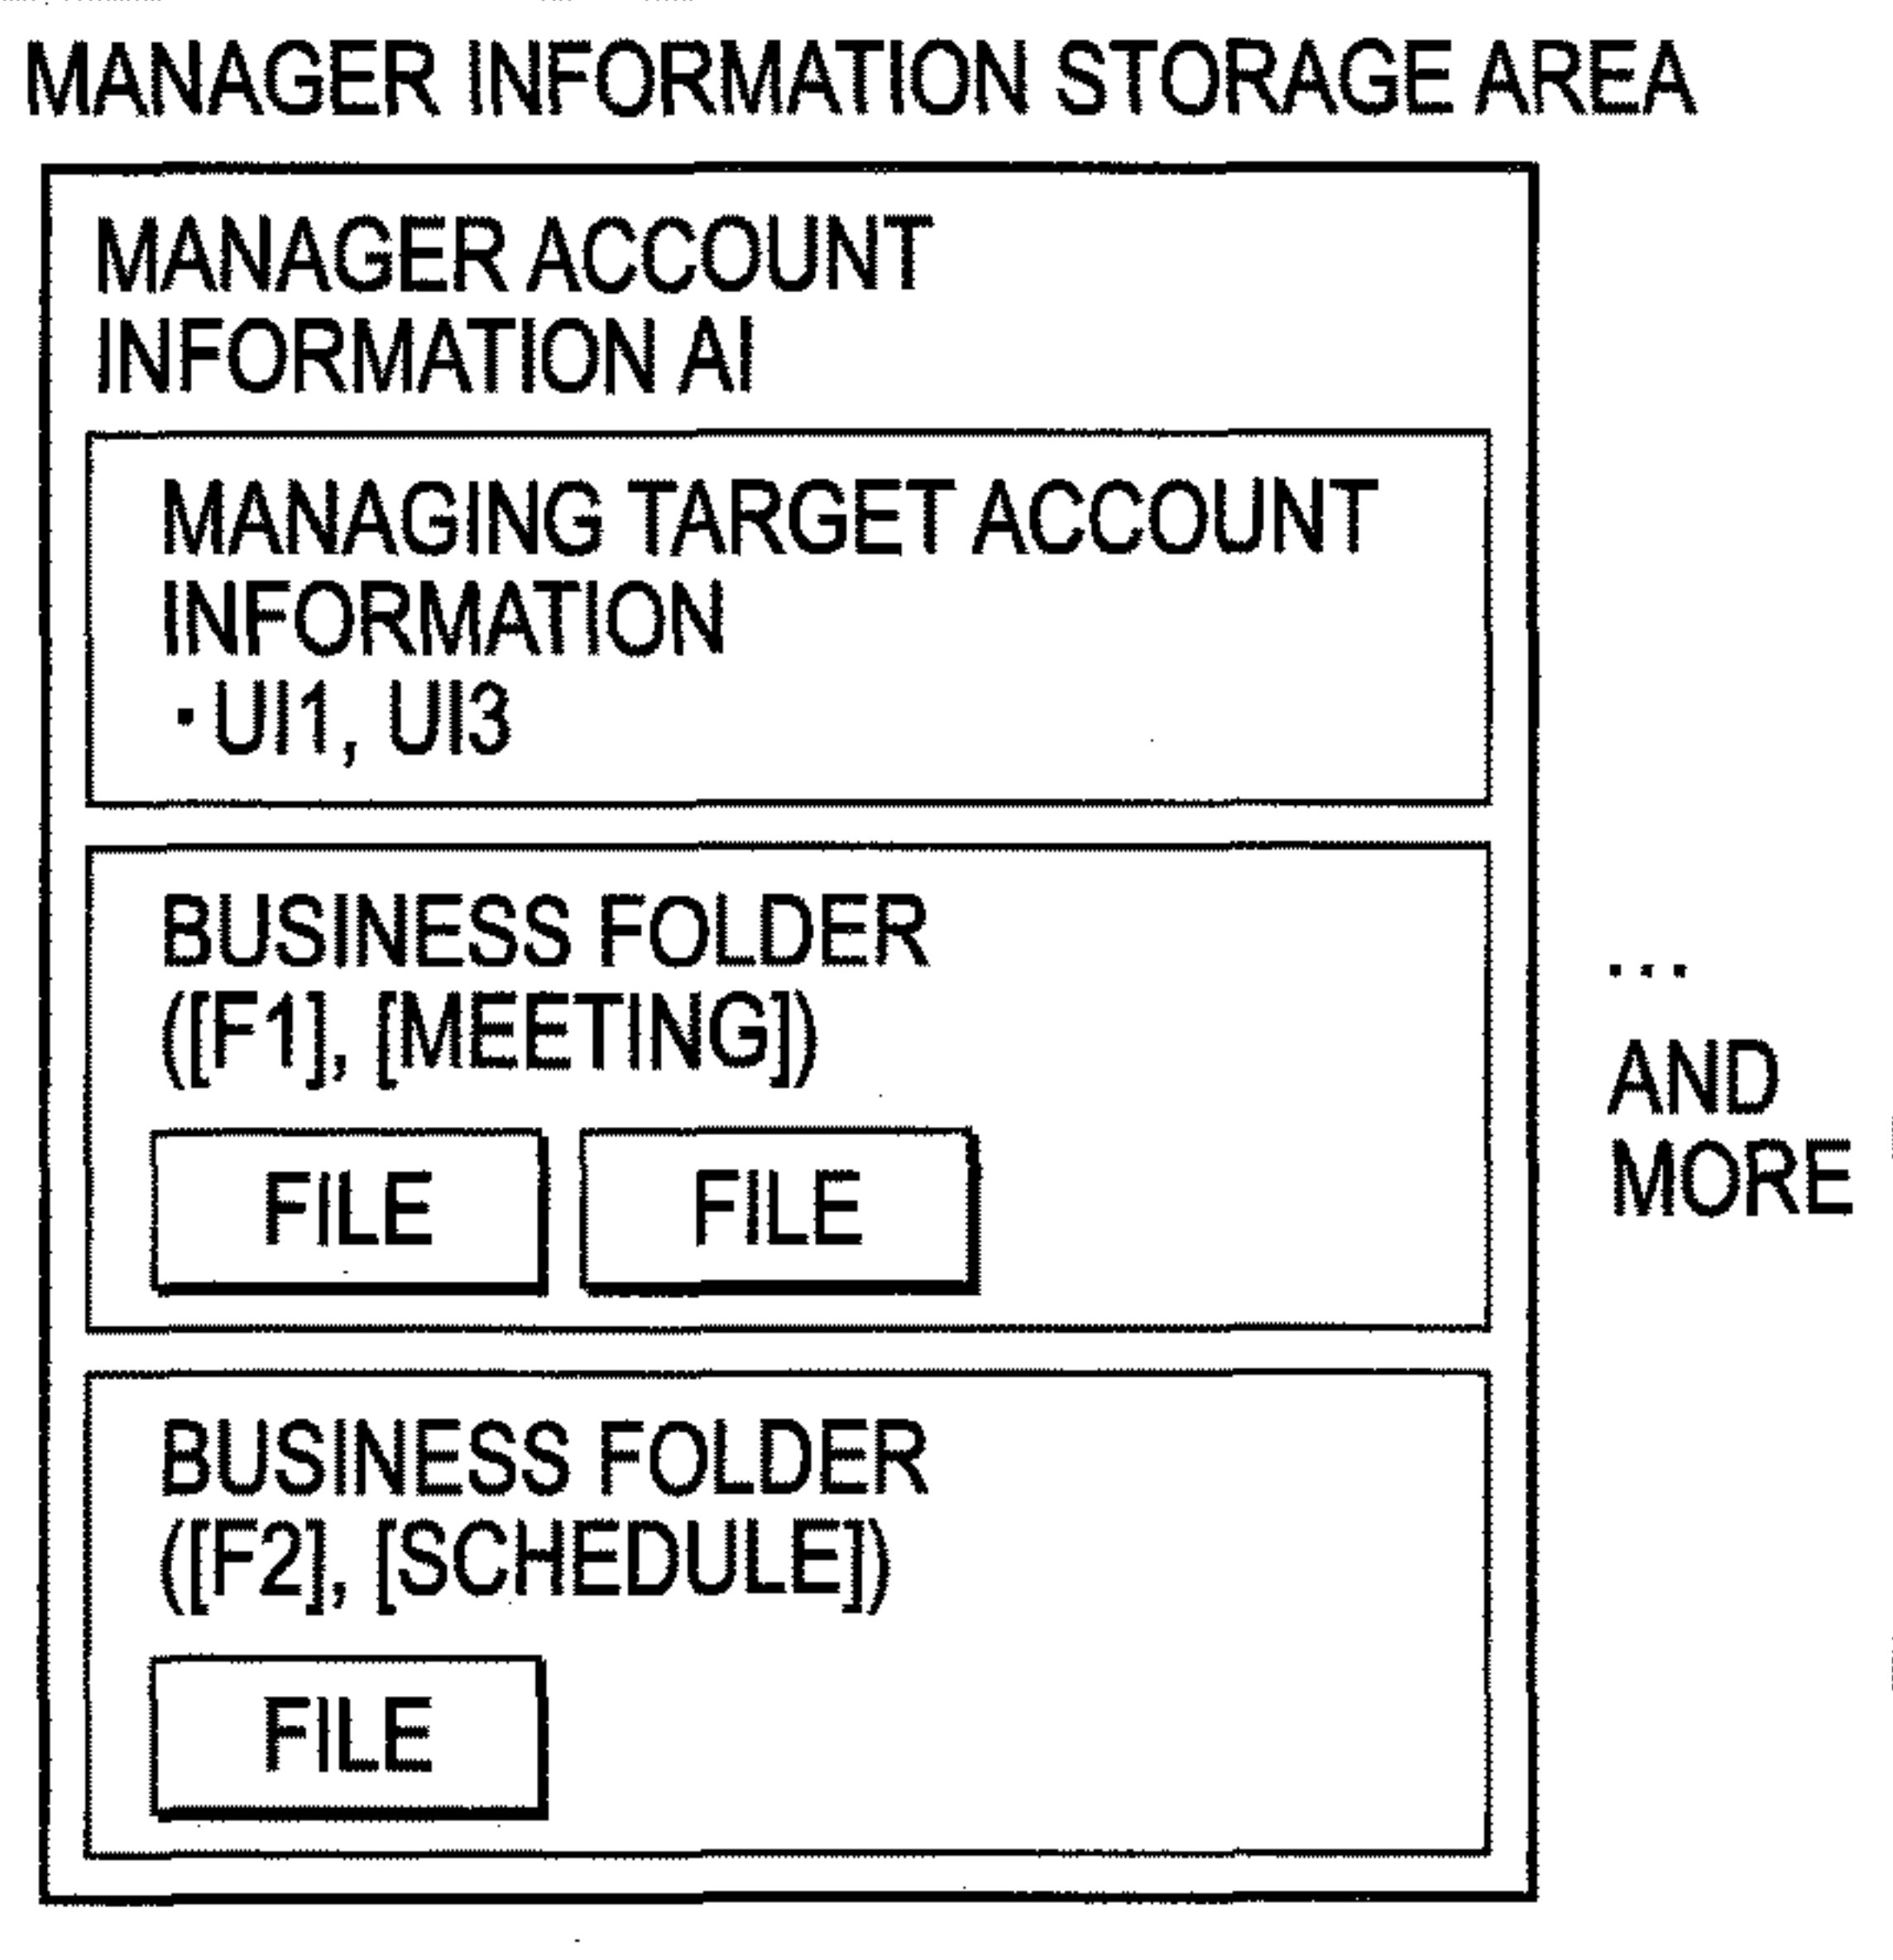 MANAGER INFORMATION STORAGE AREA
MANAGER ACCOUNT
INFORMATION AI
MANAGING TARGET ACCOUNT
INFORMATION
・UI1, UI3
BUSINESS FOLDER
([F1], [MEETING])
FILE FILE
BUSINESS FOLDER
([F2], [SCHEDULE])
FILE
...
AND
MORE